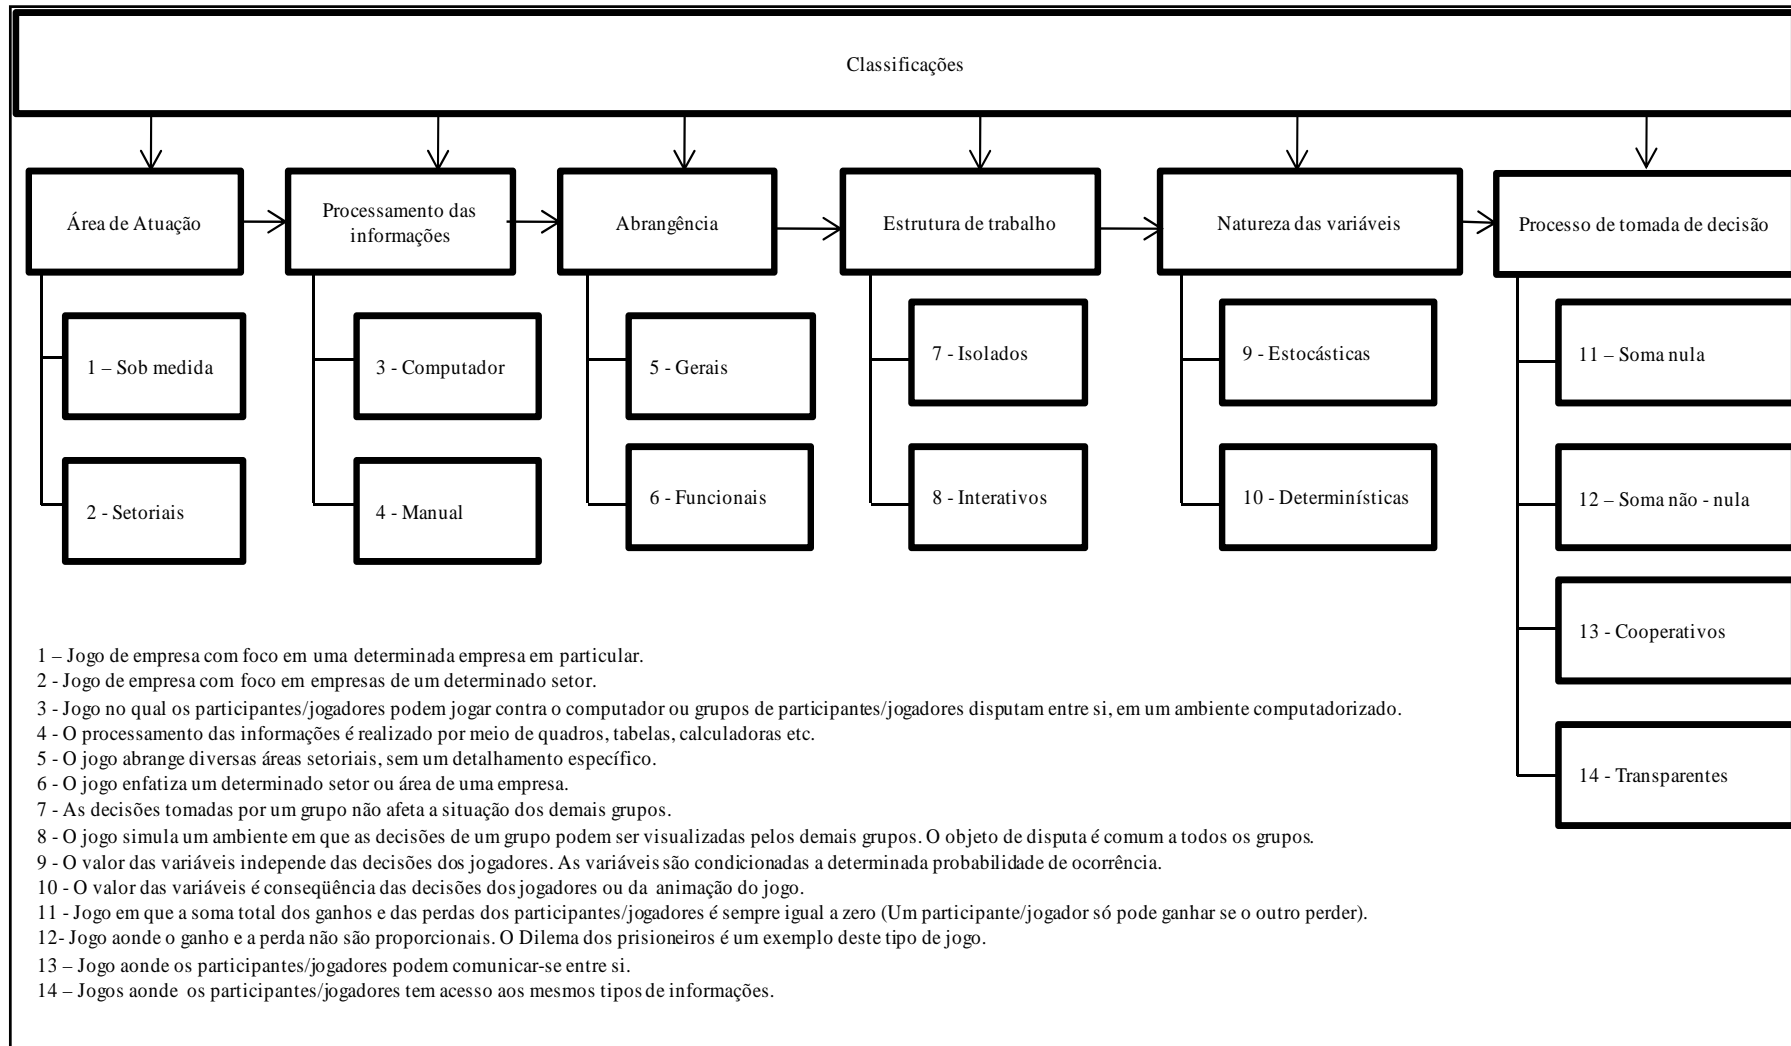 Classificações
Área de Atuação
Processamento das
informações
Abrangência
Estrutura de trabalho
Natureza das variáveis
Processo de tomada de decisão
1 – Sob medida
3 - Computador
5 - Gerais
7 - Isolados
9 - Estocásticas
11 – Soma nula
2 - Setoriais
4 - Manual
6 - Funcionais
8 - Interativos
10 - Determinísticas
12 – Soma não - nula
13 - Cooperativos
14 - Transparentes
1 – Jogo de empresa com foco em uma determinada empresa em particular.
2 - Jogo de empresa com foco em empresas de um determinado setor.
3 - Jogo no qual os participantes/jogadores podem jogar contra o computador ou grupos de participantes/jogadores disputam entre si, em um ambiente computadorizado.
4 - O processamento das informações é realizado por meio de quadros, tabelas, calculadoras etc.
5 - O jogo abrange diversas áreas setoriais, sem um detalhamento específico.
6 - O jogo enfatiza um determinado setor ou área de uma empresa.
7 - As decisões tomadas por um grupo não afeta a situação dos demais grupos.
8 - O jogo simula um ambiente em que as decisões de um grupo podem ser visualizadas pelos demais grupos. O objeto de disputa é comum a todos os grupos.
9 - O valor das variáveis independe das decisões dos jogadores. As variáveis são condicionadas a determinada probabilidade de ocorrência.
10 - O valor das variáveis é conseqüência das decisões dos jogadores ou da animação do jogo.
11 - Jogo em que a soma total dos ganhos e das perdas dos participantes/jogadores é sempre igual a zero (Um participante/jogador só pode ganhar se o outro perder).
12- Jogo aonde o ganho e a perda não são proporcionais. O Dilema dos prisioneiros é um exemplo deste tipo de jogo.
13 – Jogo aonde os participantes/jogadores podem comunicar-se entre si.
14 – Jogos aonde os participantes/jogadores tem acesso aos mesmos tipos de informações.